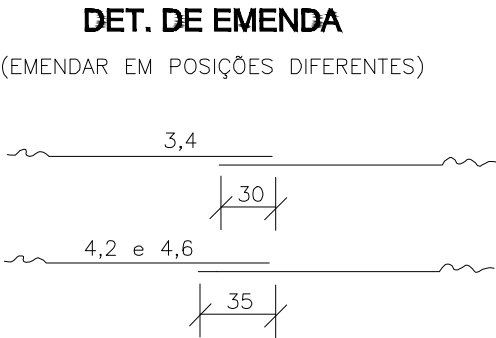 DET. DE EMENDA
(EMENDAR EM POSIÇÕES DIFERENTES)
3,4
30
4,2 e 4,6
35